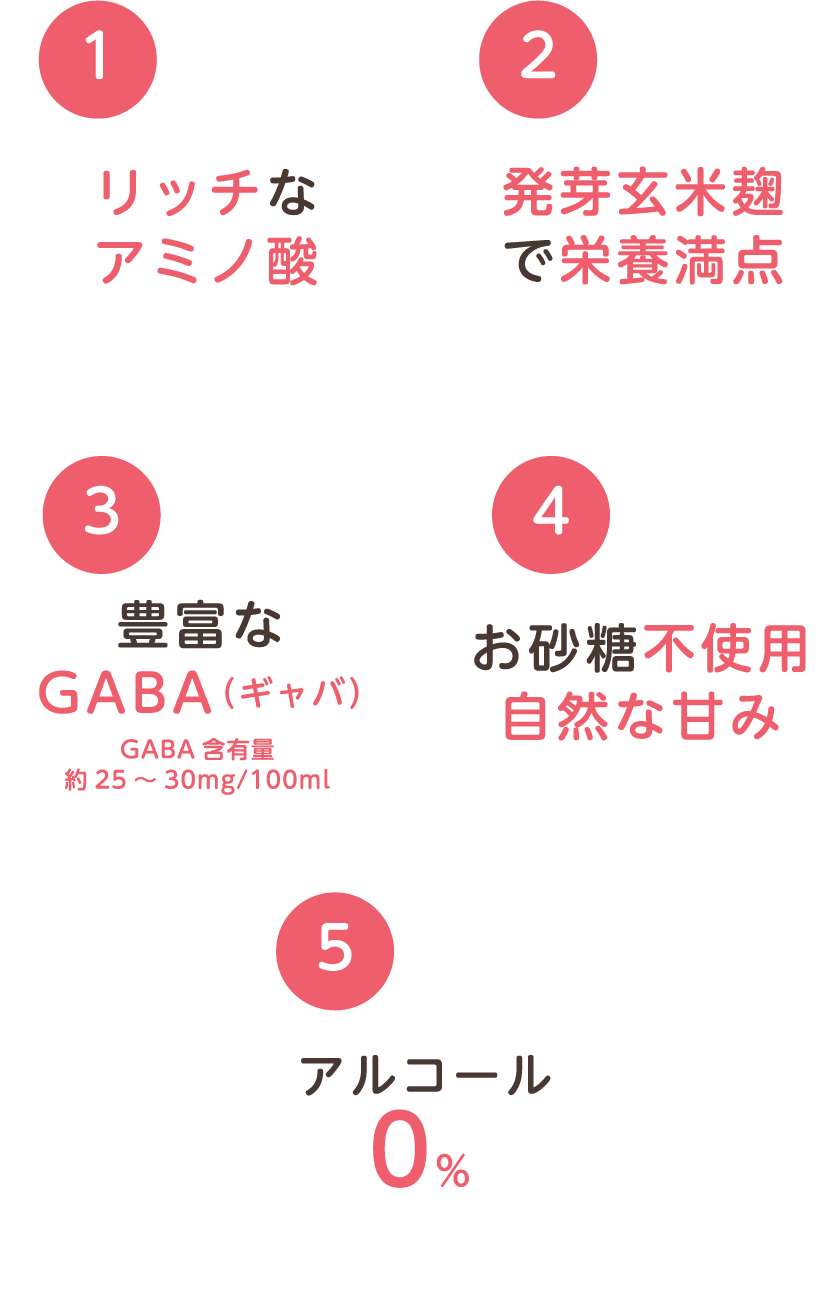 1
リッチな
アミノ酸
2
発芽玄米麹
で栄養満点
3
豊富な
GABA(ギャバ)
GABA 含有量
約 25 〜 30mg/100ml
4
お砂糖不使用
自然な甘み
5
アルコール
0%